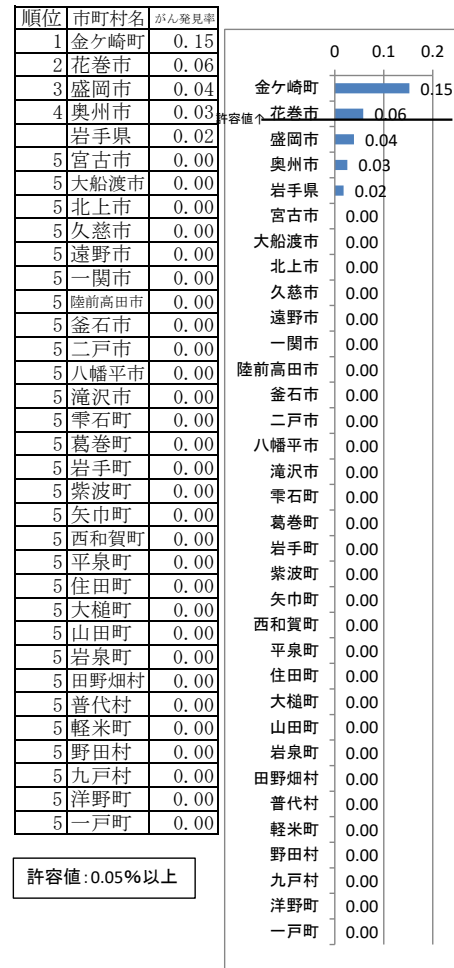 順位 市町村名 がん発見率
1 金ケ崎町 0.15
2 花巻市 0.06
3 盛岡市 0.04
4 奥州市 0.03
岩手県 0.02
5 宮古市 0.00
5 大船渡市 0.00
5 北上市 0.00
5 久慈市 0.00
5 遠野市 0.00
5 一関市 0.00
5 陸前高田市 0.00
5 釜石市 0.00
5 二戸市 0.00
5 八幡平市 0.00
5 滝沢市 0.00
5 雫石町 0.00
5 葛巻町 0.00
5 岩手町 0.00
5 紫波町 0.00
5 矢巾町 0.00
5 西和賀町 0.00
5 平泉町 0.00
5 住田町 0.00
5 大槌町 0.00
5 山田町 0.00
5 岩泉町 0.00
5 田野畑村 0.00
5 普代村 0.00
5 軽米町 0.00
5 野田村 0.00
5 九戸村 0.00
5 洋野町 0.00
5 一戸町 0.00
許容値:0.05%以上
0 0.1 0.2
金ケ崎町 0.15
花巻市 0.06
許容値↑
盛岡市 0.04
奥州市 0.03
岩手県 0.02
宮古市 0.00
大船渡市 0.00
北上市 0.00
久慈市 0.00
遠野市 0.00
一関市 0.00
陸前高田市 0.00
釜石市 0.00
二戸市 0.00
八幡平市 0.00
滝沢市 0.00
雫石町 0.00
葛巻町 0.00
岩手町 0.00
紫波町 0.00
矢巾町 0.00
西和賀町 0.00
平泉町 0.00
住田町 0.00
大槌町 0.00
山田町 0.00
岩泉町 0.00
田野畑村 0.00
普代村 0.00
軽米町 0.00
野田村 0.00
九戸村 0.00
洋野町 0.00
一戸町 0.00